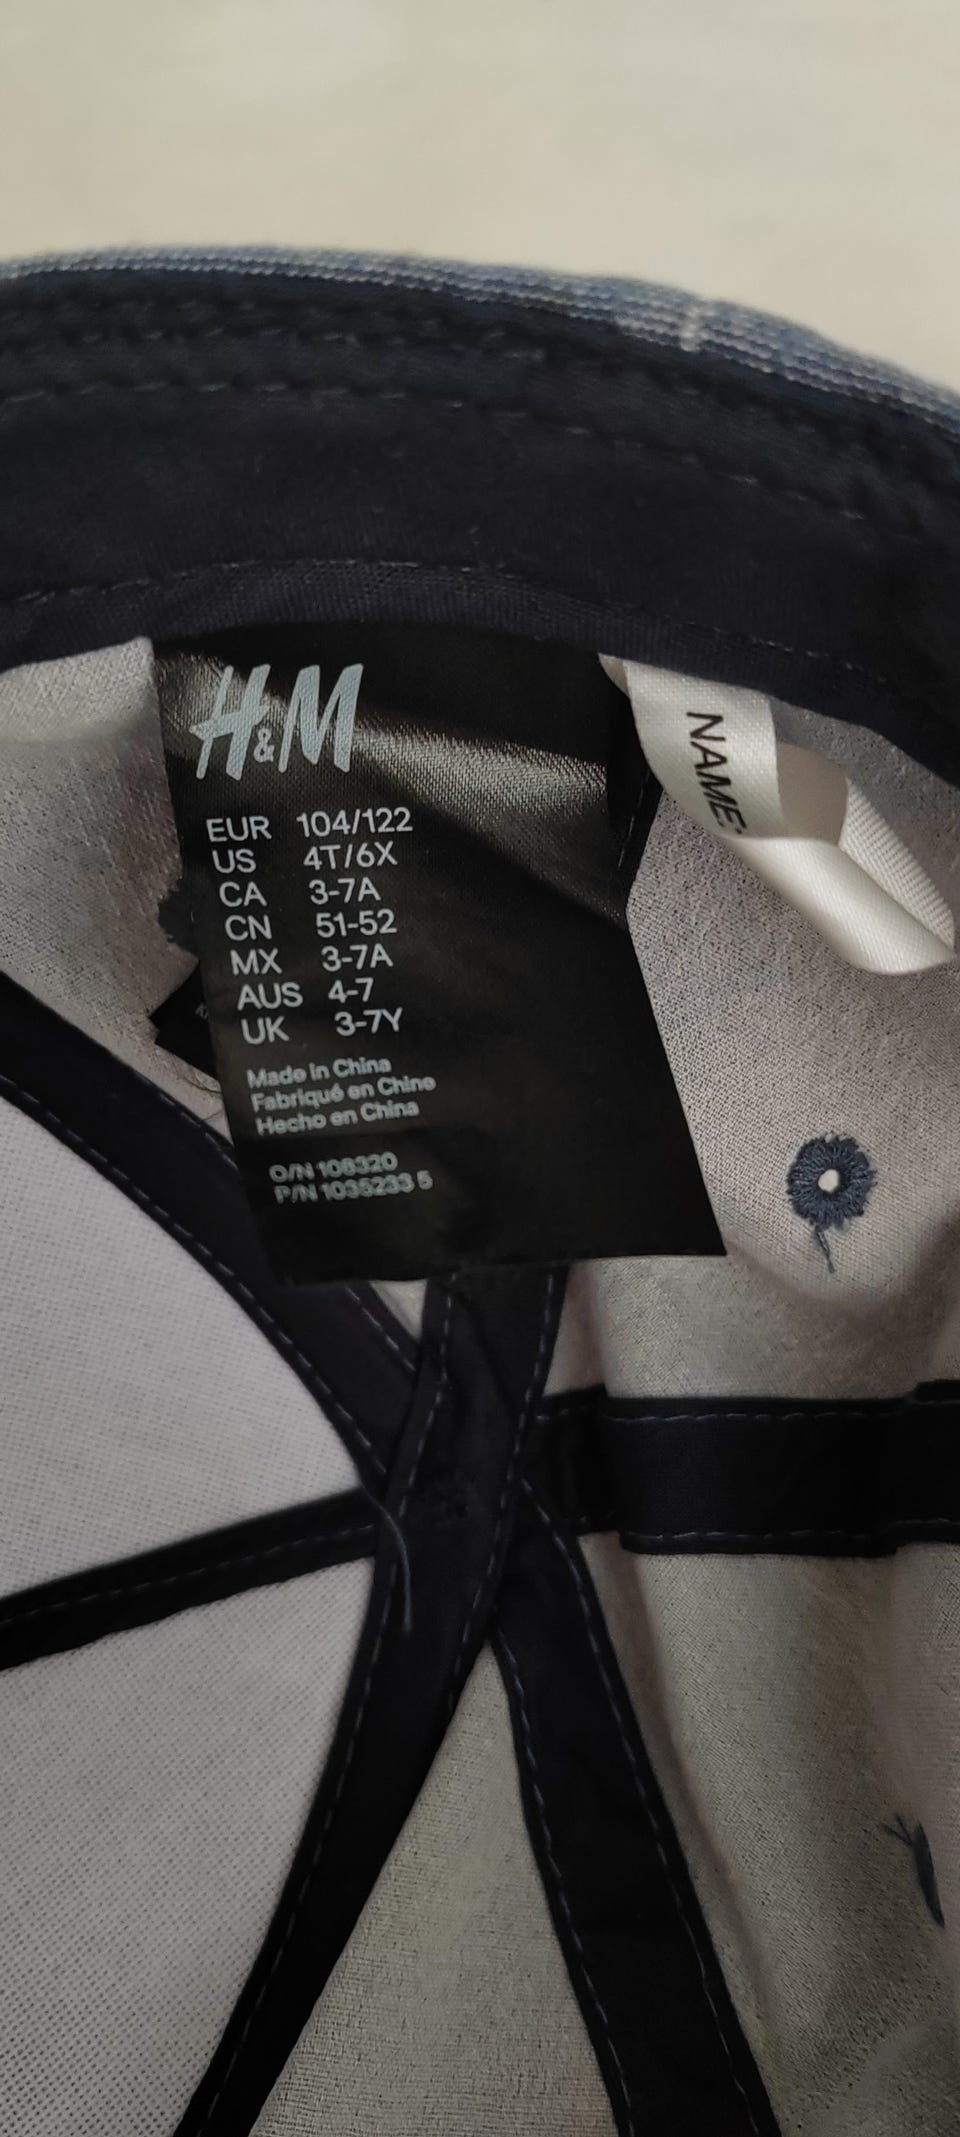 H&M
EUR 104/122
US 4T/6X
CA 3-7A
CN 51-52
MX 3-7A
AUS 4-7
UK 3-7Y
Made in China
Fabriqué en Chine
Hecho en China
O/N 108320
P/N 1035233 5
NAME: